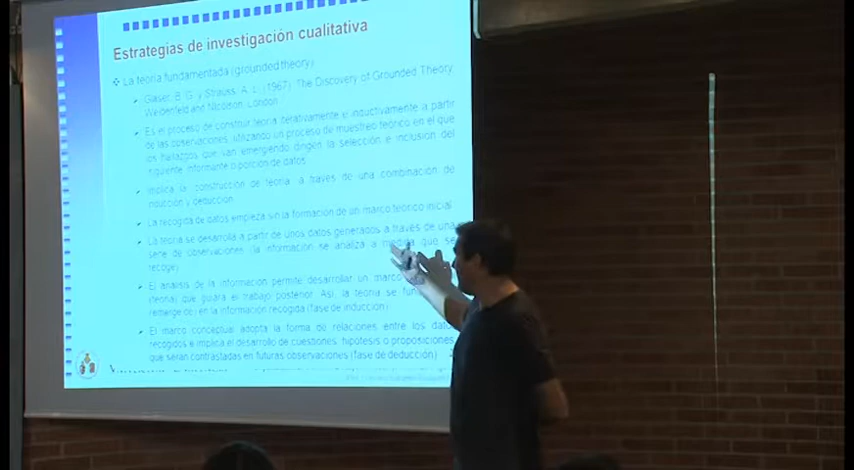 Estrategias de investigación cualitativa
La teoría fundamentada (grounded theory)
Glaser, B. G. y Strauss, A. L. (1967). The Discovery of Grounded Theory.
Weidenfeld and Nicolson, London.
Es el proceso de construir teoría iterativamente e inductivamente a partir
de las observaciones, utilizando un proceso de muestreo teórico en el que
los hallazgos que van emergiendo dirigen la selección e inclusión del
siguiente informante o porción de datos.
Implica la construcción de teoría a través de una combinación de
inducción y deducción.
La recogida de datos empieza sin la formación de un marco teórico inicial.
La teoría se desarrolla a partir de unos datos generados a través de una
serie de observaciones (la información se analiza a medida que se
recoge)
El análisis de la información permite desarrollar un marco
(teoría) que guiará el trabajo posterior. Así, la teoría se
(emerge de) en la información recogida (fase de inducción)
El marco conceptual adopta la forma de relaciones entre los datos
recogidos e implica el desarrollo de cuestiones, hipótesis o proposiciones
que serán contrastadas en futuras observaciones (fase de deducción)